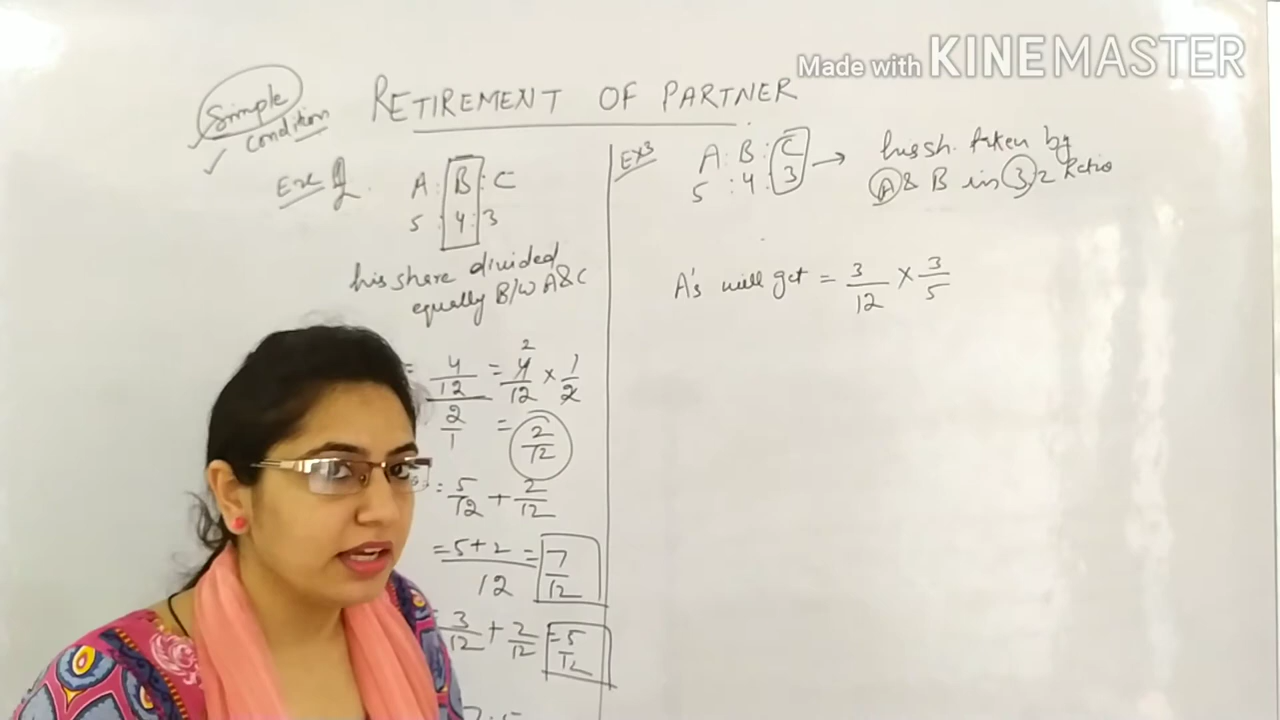 Made with KINEMASTER
Simple
condition
RETIREMENT OF PARTNER
A : B : C
5 : 4 : 3
his share divided
equally B/W A & C
= 4/12 = 4/12 × 1/2
2
2/1 = 2/12
= 5/12 + 2/12
= 5+2/12 = 7/12
3/12 + 2/12 = 5/12
Ex 3
A : B : C
5 : 4 : 3
→ his sh. taken by
A & B in 3:2 Ratio
A's will get = 3/12 × 3/5